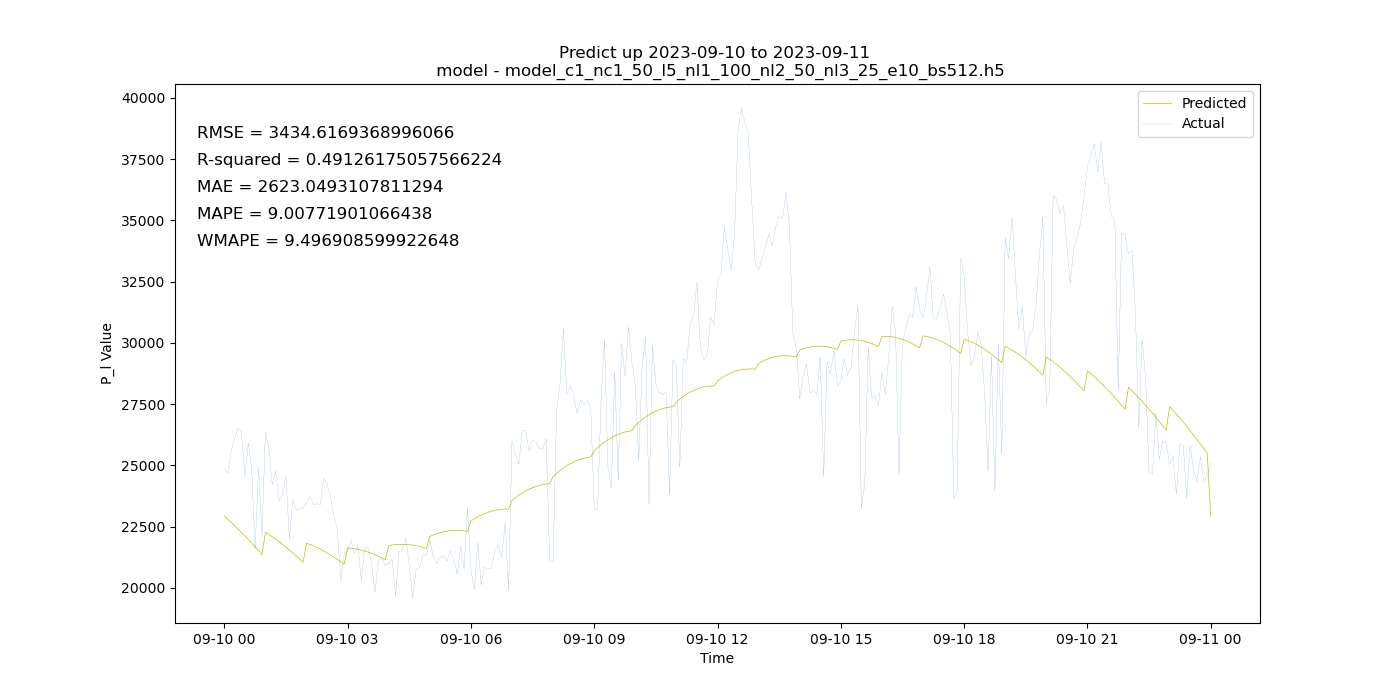 Predict up 2023-09-10 to 2023-09-11
model - model_c1_nc1_50_l5_nl1_100_nl2_50_nl3_25_e10_bs512.h5
Predicted
Actual
RMSE = 3434.6169368996066
R-squared = 0.49126175057566224
MAE = 2623.0493107811294
MAPE = 9.00771901066438
WMAPE = 9.496908599922648
P_l Value
40000
37500
35000
32500
30000
27500
25000
22500
20000
09-10 00
09-10 03
09-10 06
09-10 09
09-10 12
09-10 15
09-10 18
09-10 21
09-11 00
Time